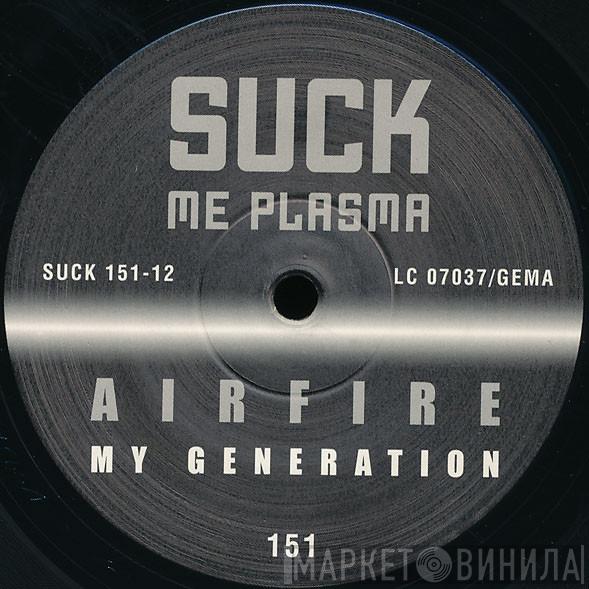 SUCK
ME PLASMA
SUCK 151-12
LC 07037/GEMA
AIRFIRE
MY GENERATION
151
МАРКЕТ ВИНИЛА